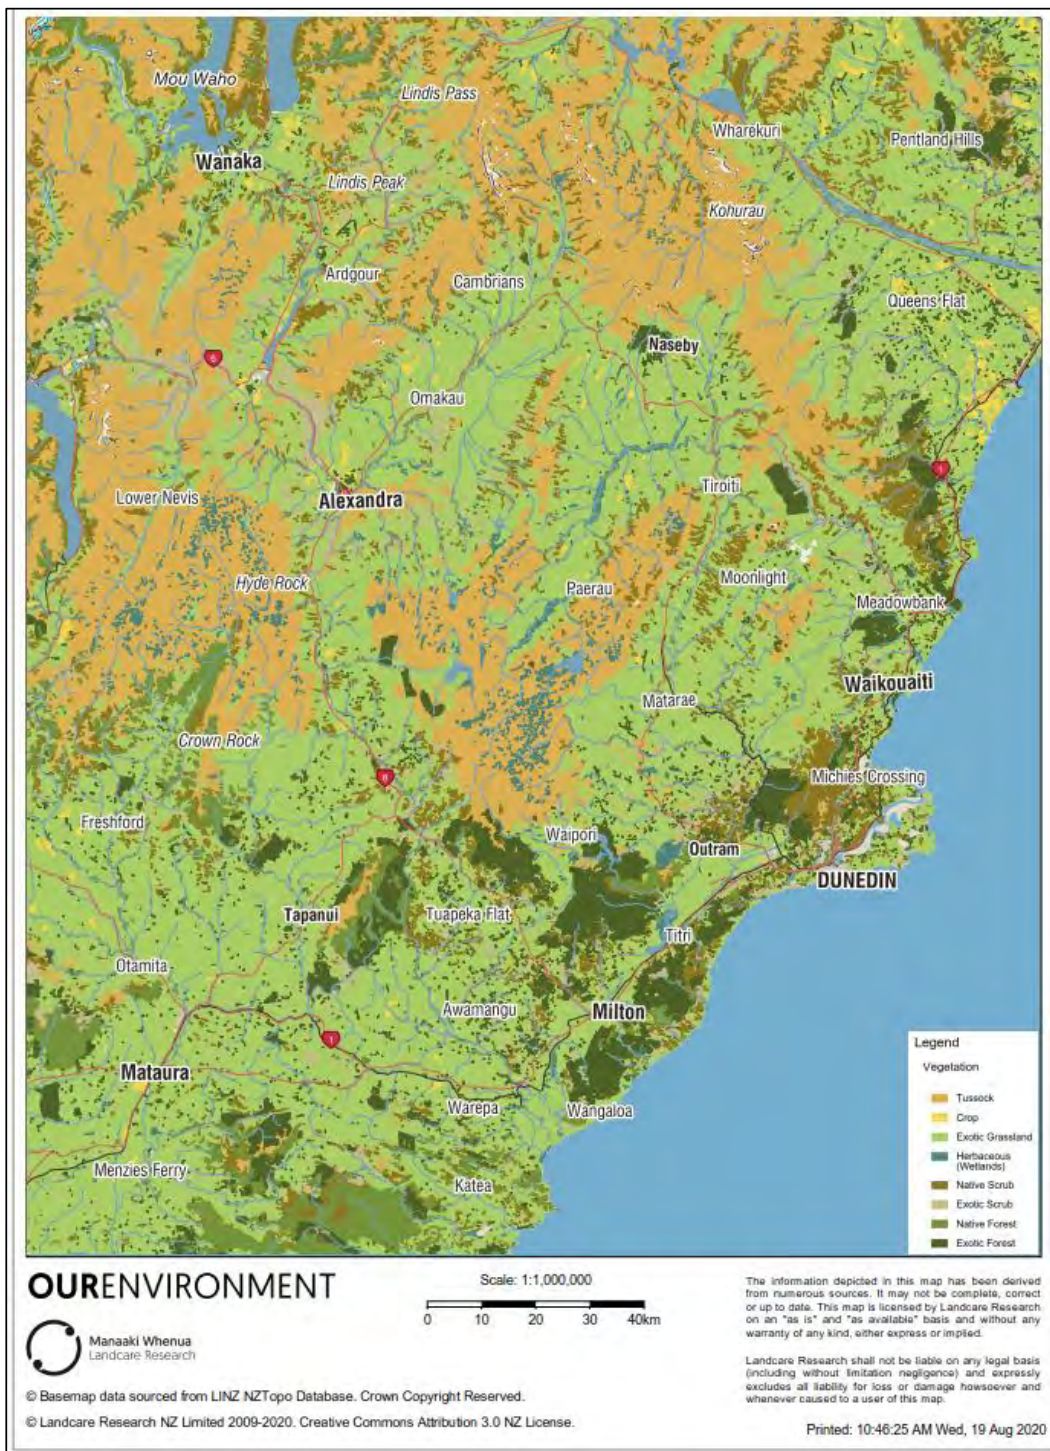 Mou Waho
Lindis Pass
Wharekuri
Pentland Hills
Wanaka
Lindis Peak
Kohurau
Ardgour
Cambrians
Queens Flat
Naseby
6
Omakau
1
Lower Nevis
Alexandra
Tiroiti
Hyde Rock
Paerau
Moonlight
Meadowbank
Waikouaiti
Matarae
Crown Rock
8
Michies Crossing
Freshford
Waipori
Outram
DUNEDIN
Tapanui
Tuapeka Flat
Titri
Otamita
Awamangu
Milton
1
Mataura
Warepa
Wangaloa
Menzies Ferry
Katea
Legend
Vegetation
Tussock
Crop
Exotic Grassland
Herbaceous
(Wetlands)
Native Scrub
Exotic Scrub
Native Forest
Exotic Forest
OURENVIRONMENT
Manaaki Whenua
Landcare Research
© Basemap data sourced from LINZ NZTopo Database. Crown Copyright Reserved.
© Landcare Research NZ Limited 2009-2020. Creative Commons Attribution 3.0 NZ License.
Scale: 1:1,000,000
0 10 20 30 40km
The information depicted in this map has been derived
from numerous sources. It may not be complete, correct
or up to date. This map is licensed by Landcare Research
on an "as is" and "as available" basis and without any
warranty of any kind, either express or implied.
Landcare Research shall not be liable on any legal basis
(including without limitation negligence) and expressly
excludes all liability for loss or damage howsoever and
whenever caused to a user of this map.
Printed: 10:46:25 AM Wed, 19 Aug 2020